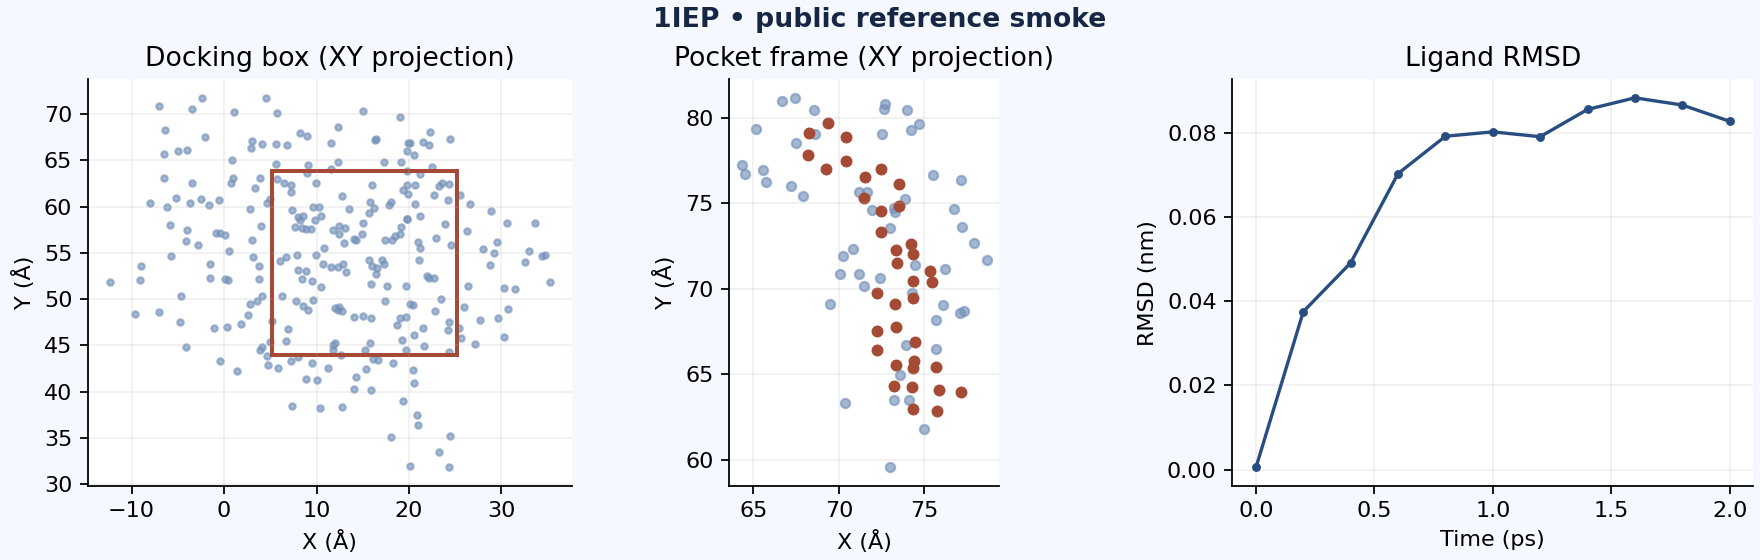 1IEP • public reference smoke
Docking box (XY projection)
Y (Å)
70
65
60
55
50
45
40
35
30
−10 0 10 20 30
X (Å)
Pocket frame (XY projection)
Y (Å)
80
75
70
65
60
65 70 75
X (Å)
Ligand RMSD
RMSD (nm)
0.08
0.06
0.04
0.02
0.00
0.0 0.5 1.0 1.5 2.0
Time (ps)